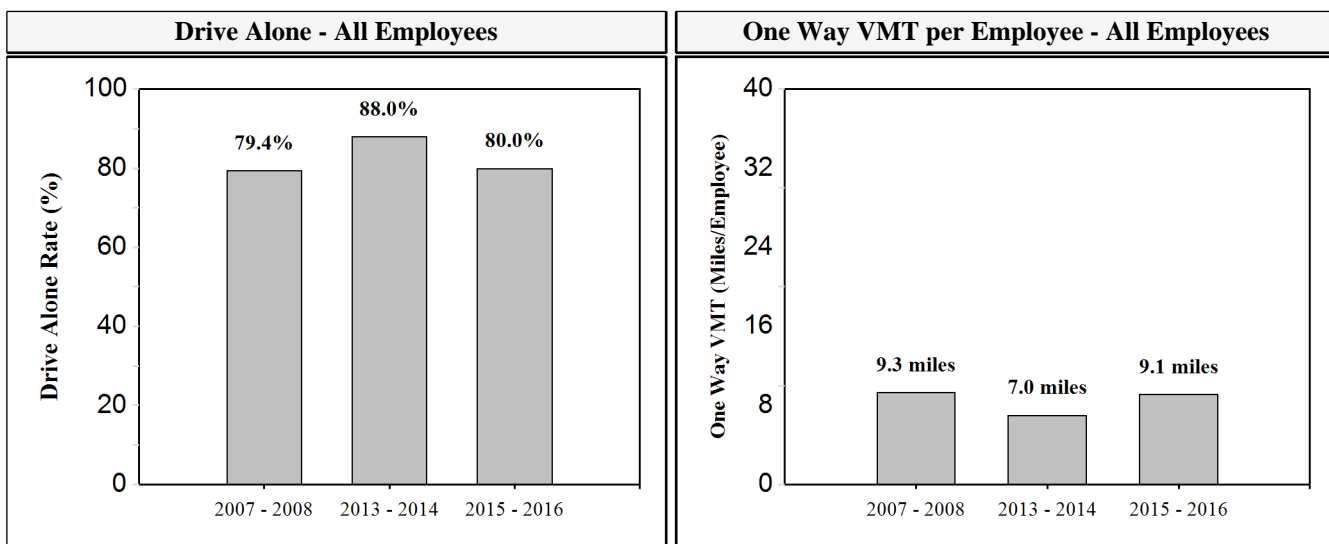 Drive Alone - All Employees
One Way VMT per Employee - All Employees
Drive Alone Rate (%)
100
80
60
40
20
0
79.4%
88.0%
80.0%
2007 - 2008
2013 - 2014
2015 - 2016
One Way VMT (Miles/Employee)
40
32
24
16
8
0
9.3 miles
7.0 miles
9.1 miles
2007 - 2008
2013 - 2014
2015 - 2016